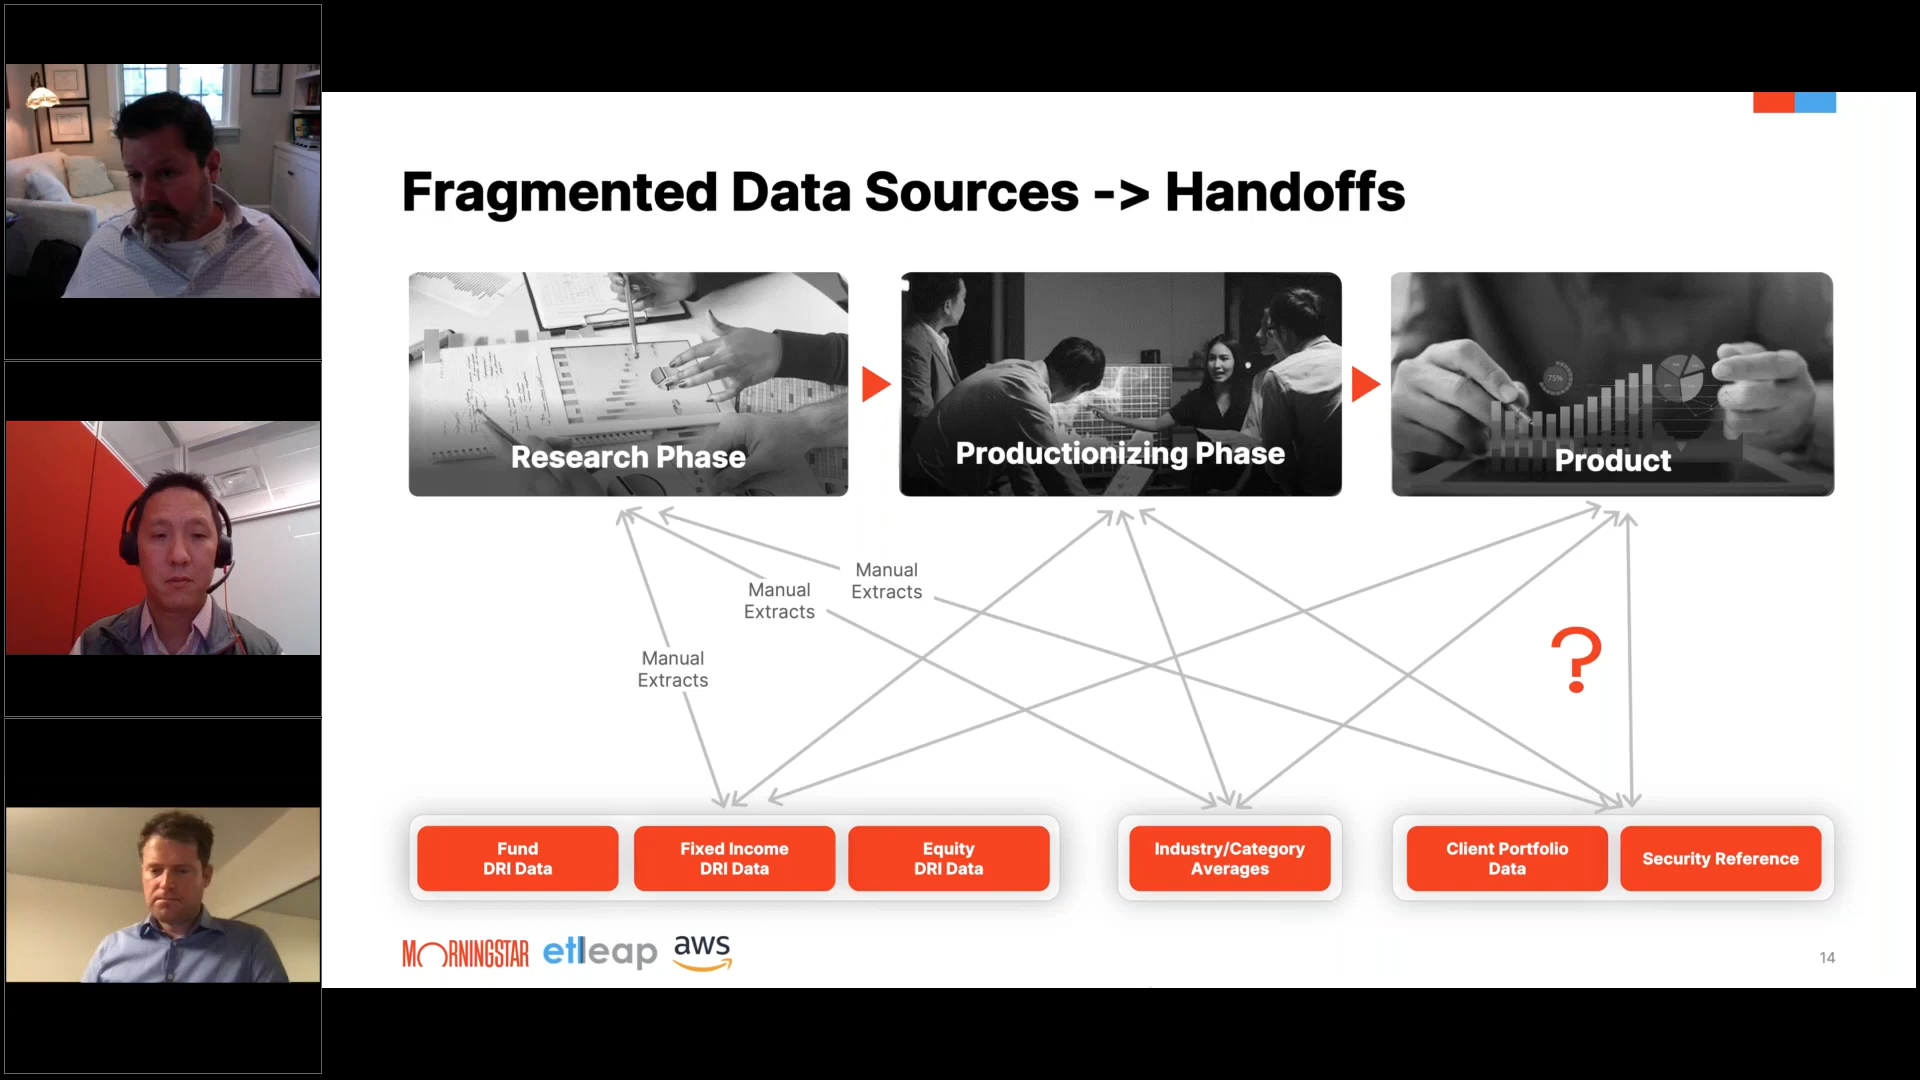 Fragmented Data Sources -> Handoffs
Research Phase
Productionizing Phase
75%
Product
Manual
Extracts
Manual
Extracts
Manual
Extracts
?
Fund
DRI Data
Fixed Income
DRI Data
Equity
DRI Data
Industry/Category
Averages
Client Portfolio
Data
Security Reference
MORNINGSTAR
etleap
aws
14